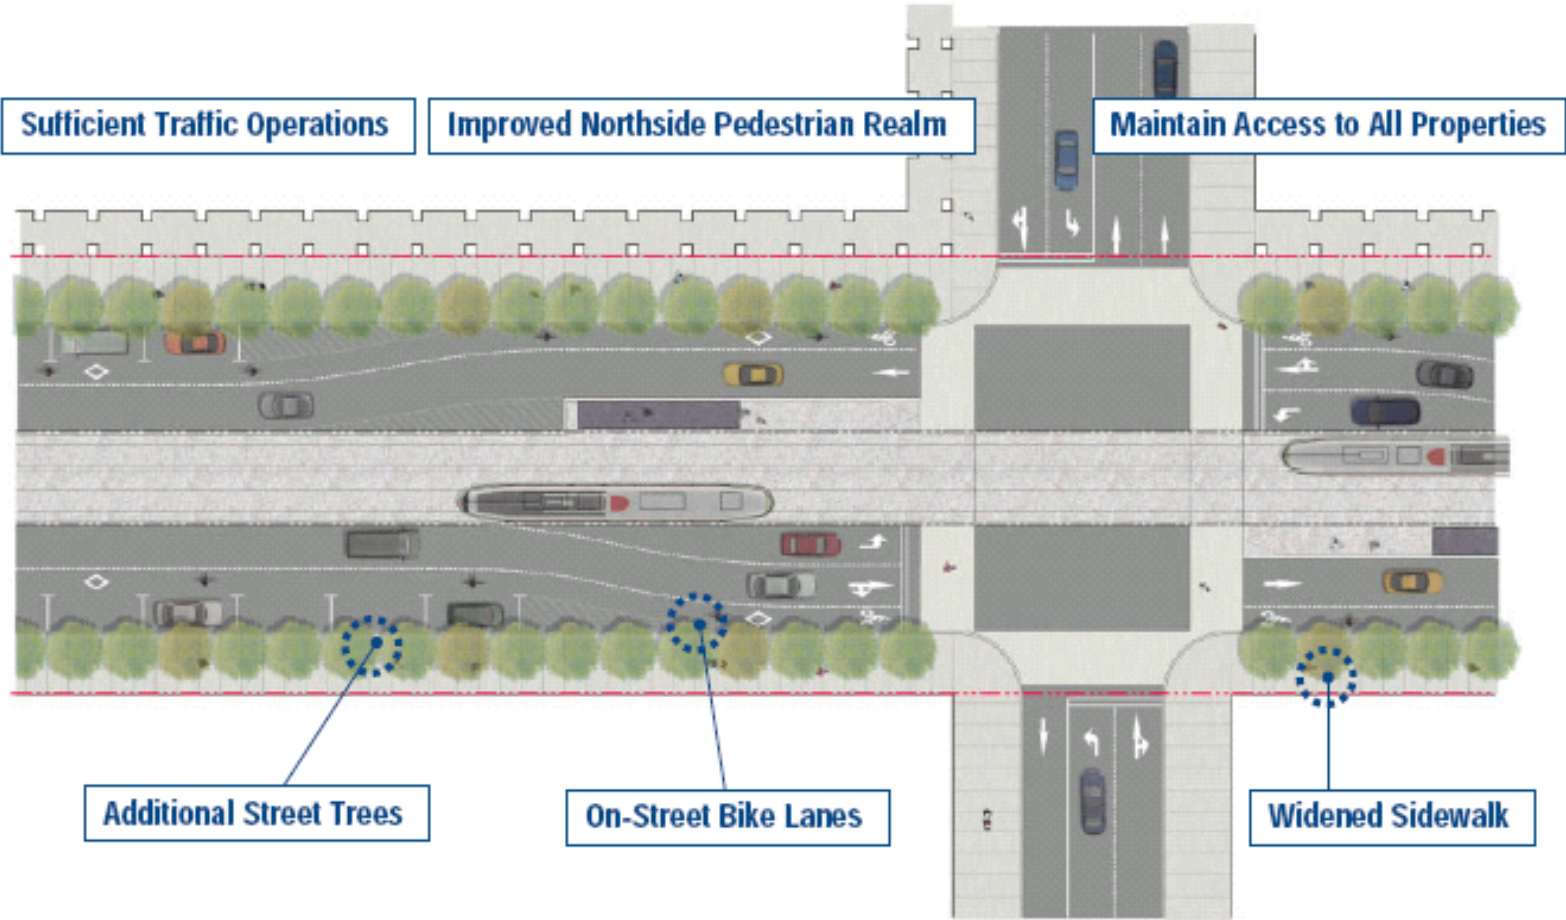 Sufficient Traffic Operations
Improved Northside Pedestrian Realm
Maintain Access to All Properties
Additional Street Trees
On-Street Bike Lanes
Widened Sidewalk